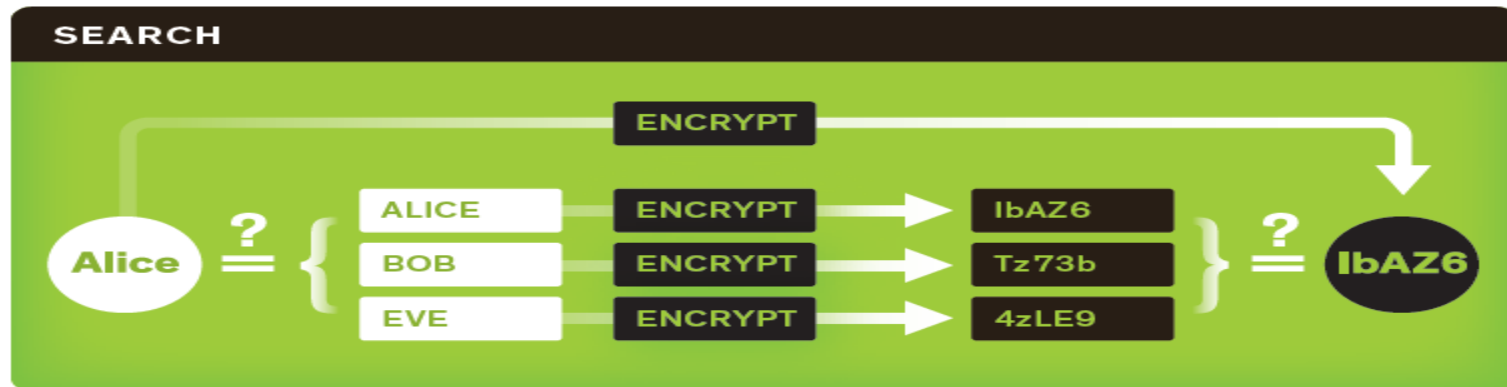 SEARCH
ENCRYPT
ALICE ENCRYPT IbAZ6
?
?
Alice = { BOB ENCRYPT Tz73b } = IbAZ6
EVE ENCRYPT 4zLE9